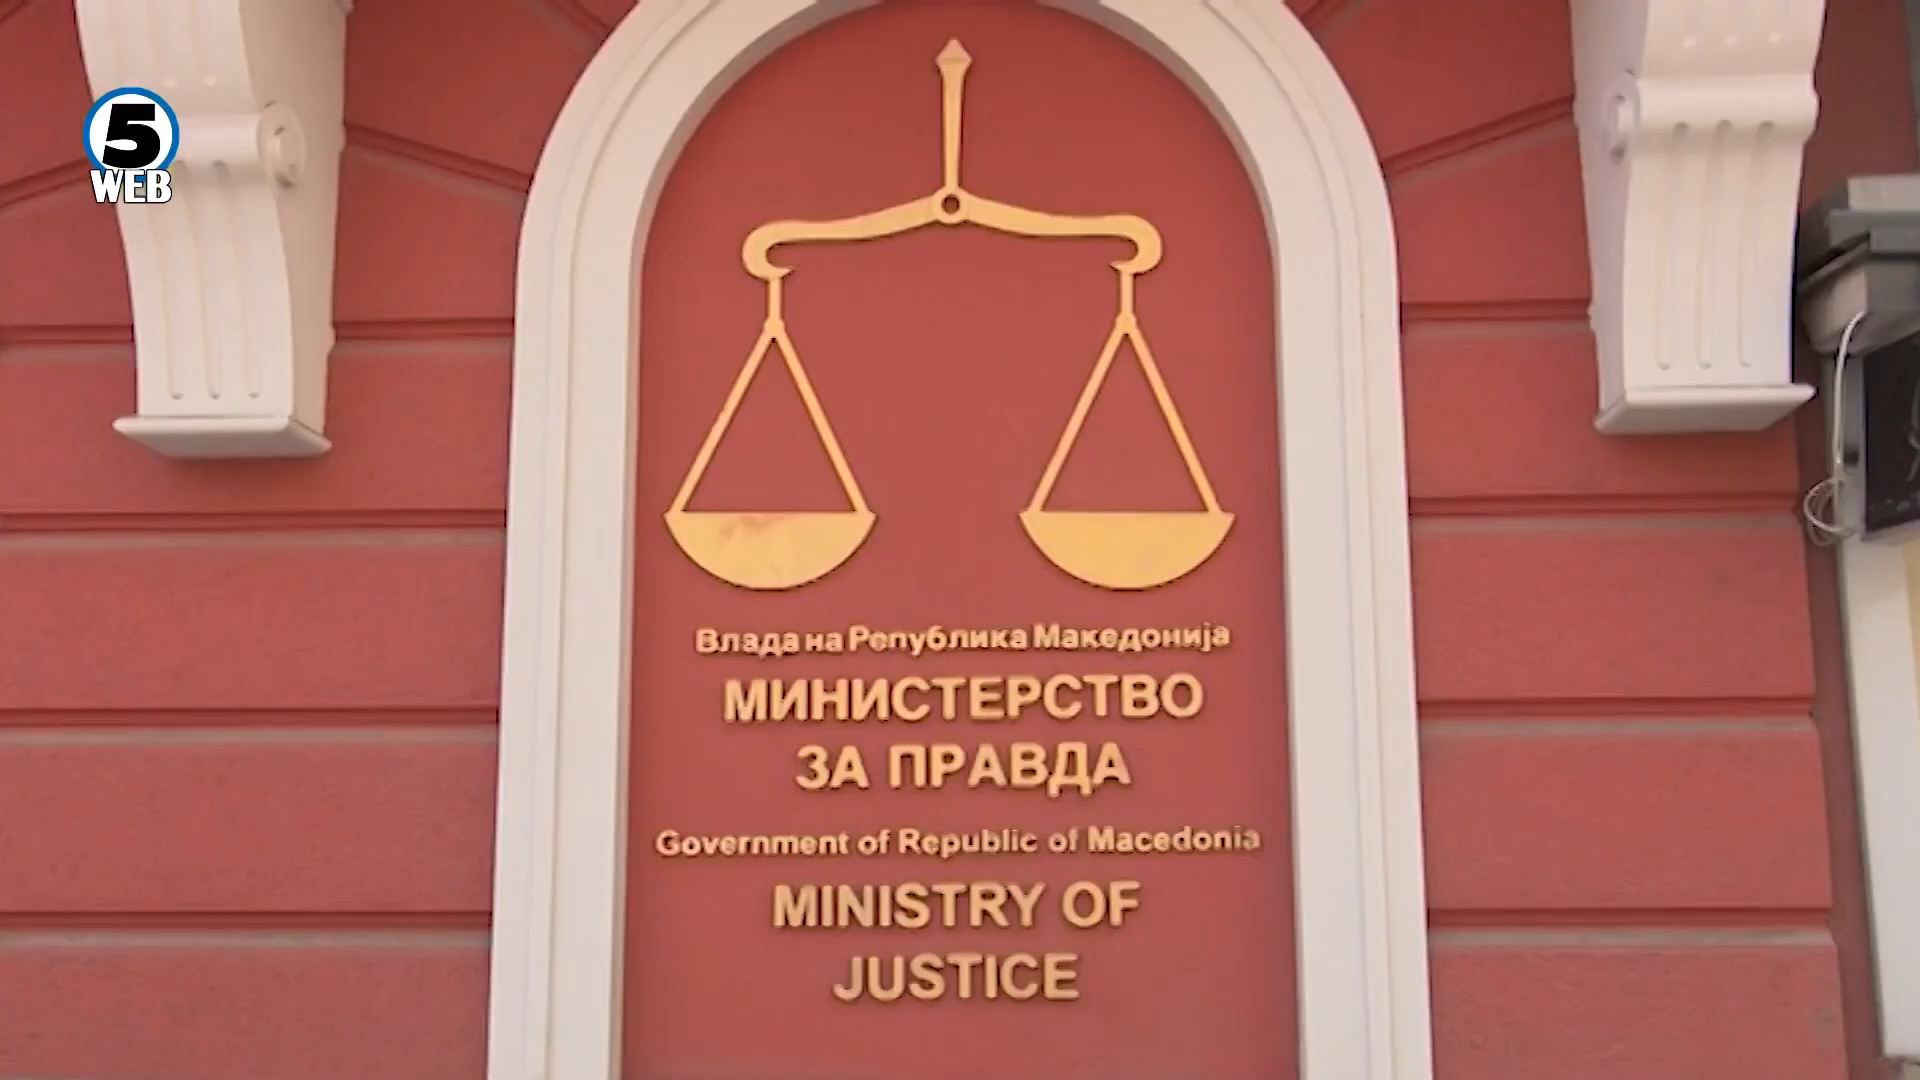 5
WEB
Влада на Република Македонија
МИНИСТЕРСТВО
ЗА ПРАВДА
Government of Republic of Macedonia
MINISTRY OF
JUSTICE